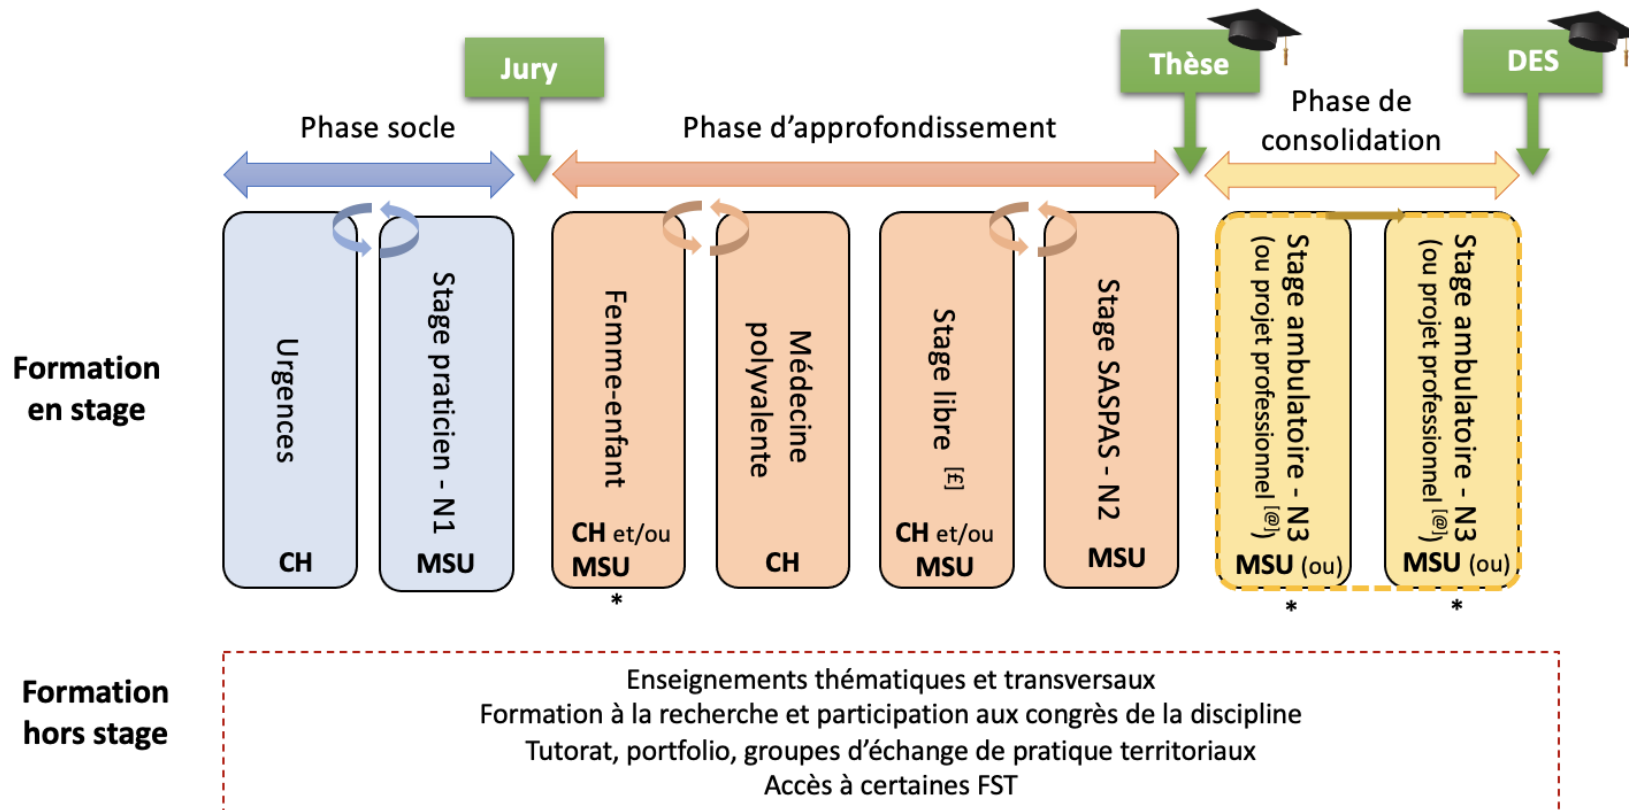 Jury
Thèse
DES
Phase socle
Phase d’approfondissement
Phase de
consolidation
Formation
en stage
Urgences
CH
Stage praticien - N1
MSU
Femme-enfant
CH et/ou
MSU
*
Médecine
polyvalente
CH
Stage libre [£]
CH et/ou
MSU
Stage SASPAS - N2
MSU
Stage ambulatoire - N3
(ou projet professionnel [@])
MSU (ou)
*
Stage ambulatoire - N3
(ou projet professionnel [@])
MSU (ou)
*
Formation
hors stage
Enseignements thématiques et transversaux
Formation à la recherche et participation aux congrès de la discipline
Tutorat, portfolio, groupes d’échange de pratique territoriaux
Accès à certaines FST